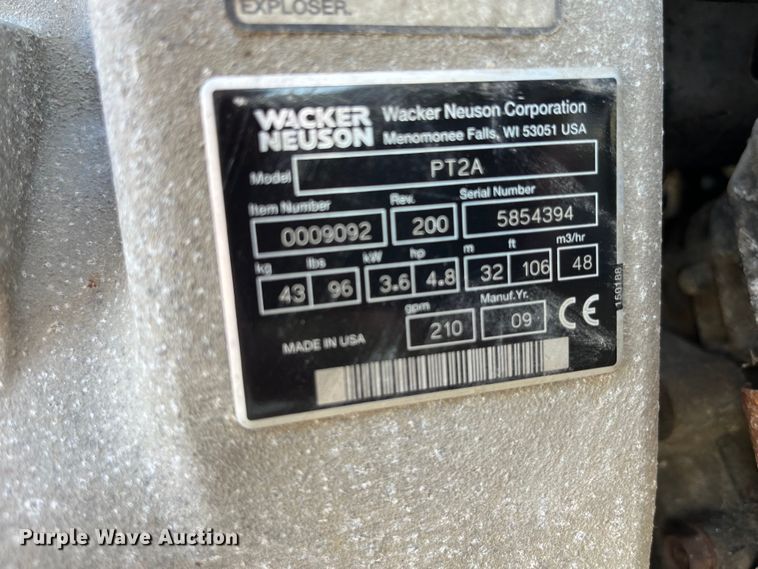 EXPLOSER.
WACKER NEUSON
Wacker Neuson Corporation
Menomonee Falls, WI 53051 USA
Model PT2A
Item Number Rev. Serial Number
0009092 200 5854394
kg lbs kW hp m ft m3/hr
43 96 3.6 4.8 32 106 48
gpm Manuf.Yr.
210 09 CE
MADE IN USA
150188
Purple Wave Auction